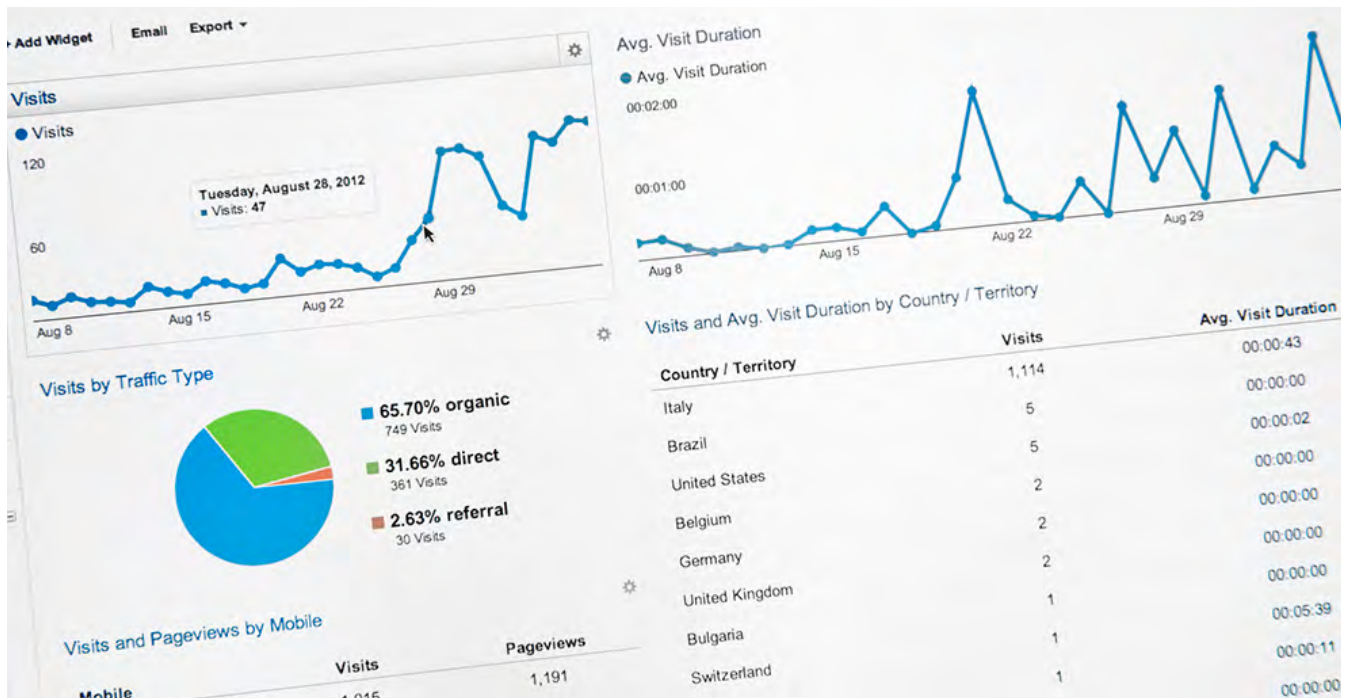 Add Widget Email Export
Visits
Visits
120
60
Tuesday, August 28, 2012
Visits: 47
Aug 8 Aug 15 Aug 22 Aug 29
Avg. Visit Duration
Avg. Visit Duration
00:02:00
00:01:00
Aug 8 Aug 15 Aug 22 Aug 29
Visits by Traffic Type
65.70% organic
749 Visits
31.66% direct
361 Visits
2.63% referral
30 Visits
Visits and Avg. Visit Duration by Country / Territory
Country / Territory Visits Avg. Visit Duration
Italy 1,114 00:00:43
Brazil 5 00:00:00
United States 5 00:00:02
Belgium 2 00:00:00
Germany 2 00:00:00
United Kingdom 2 00:00:00
Bulgaria 1 00:00:00
Switzerland 1 00:05:39
1 00:00:11
00:00:00
Visits and Pageviews by Mobile
Mobile Visits Pageviews
1,191